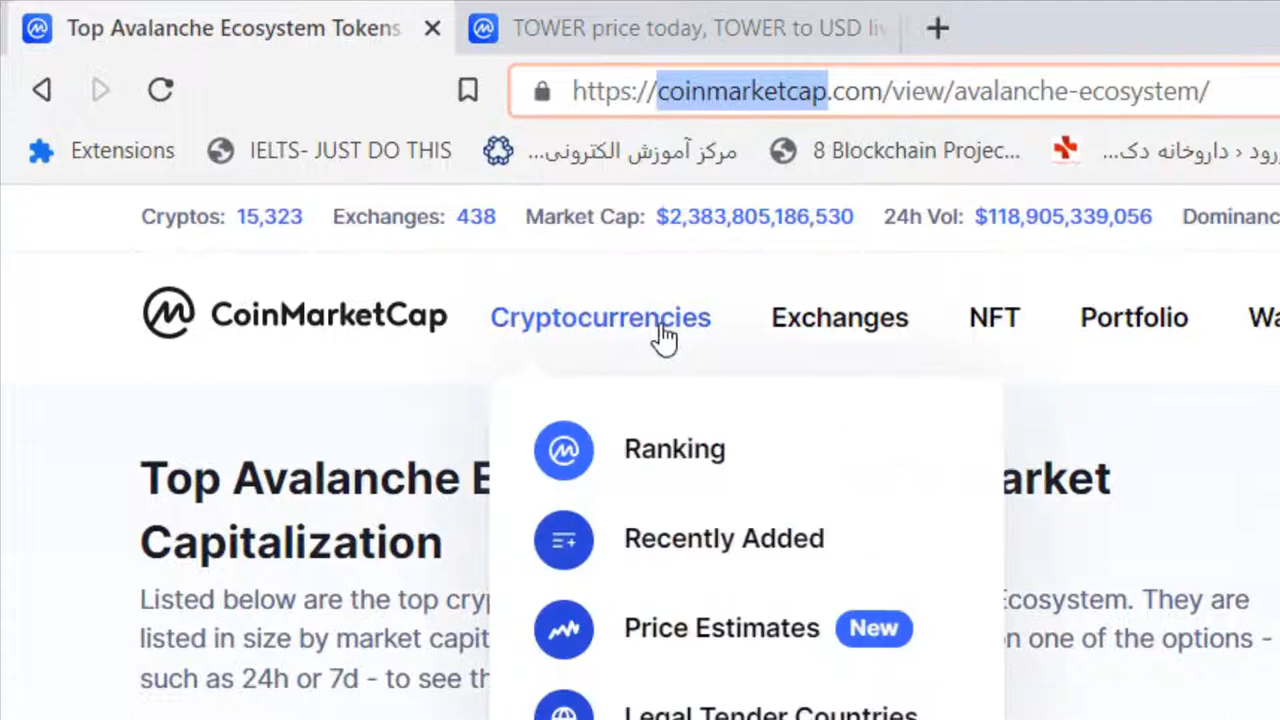 Top Avalanche Ecosystem Tokens
TOWER price today, TOWER to USD liv
https://coinmarketcap.com/view/avalanche-ecosystem/
Extensions
IELTS- JUST DO THIS
مرکز آموزش الکترونی...
8 Blockchain Projec...
ورود ‹ داروخانه دک...
Cryptos: 15,323 Exchanges: 438 Market Cap: $2,383,805,186,530 24h Vol: $118,905,339,056 Dominanc
CoinMarketCap Cryptocurrencies Exchanges NFT Portfolio Wa
Ranking
Recently Added
Price Estimates New
Legal Tender Countries
Top Avalanche E arket
Capitalization
Listed below are the top cryp Ecosystem. They are
listed in size by market capit on one of the options -
such as 24h or 7d - to see th